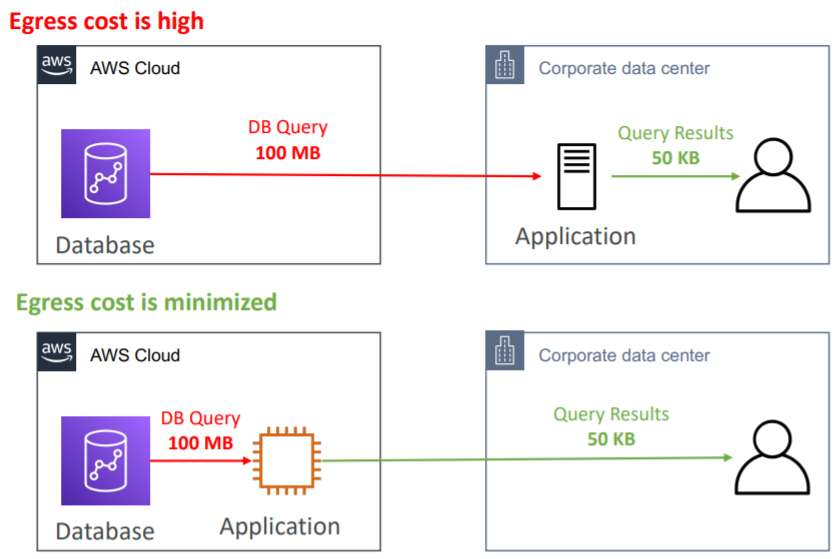 Egress cost is high
aws
AWS Cloud
Corporate data center
DB Query
100 MB
Query Results
50 KB
Database
Application
Egress cost is minimized
aws
AWS Cloud
Corporate data center
DB Query
100 MB
Query Results
50 KB
Database
Application